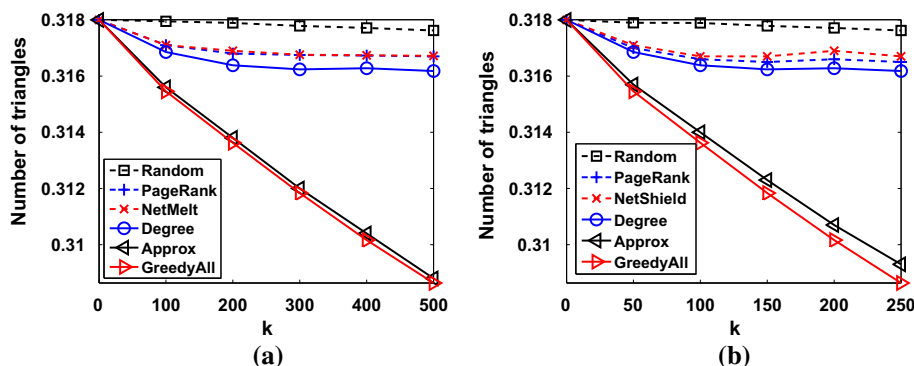 0.318
0.316
0.314
0.312
0.31
Number of triangles
Random
PageRank
NetMelt
Degree
Approx
GreedyAll
0 100 200 300 400 500
k
(a)
0.318
0.316
0.314
0.312
0.31
Number of triangles
Random
PageRank
NetShield
Degree
Approx
GreedyAll
0 50 100 150 200 250
k
(b)